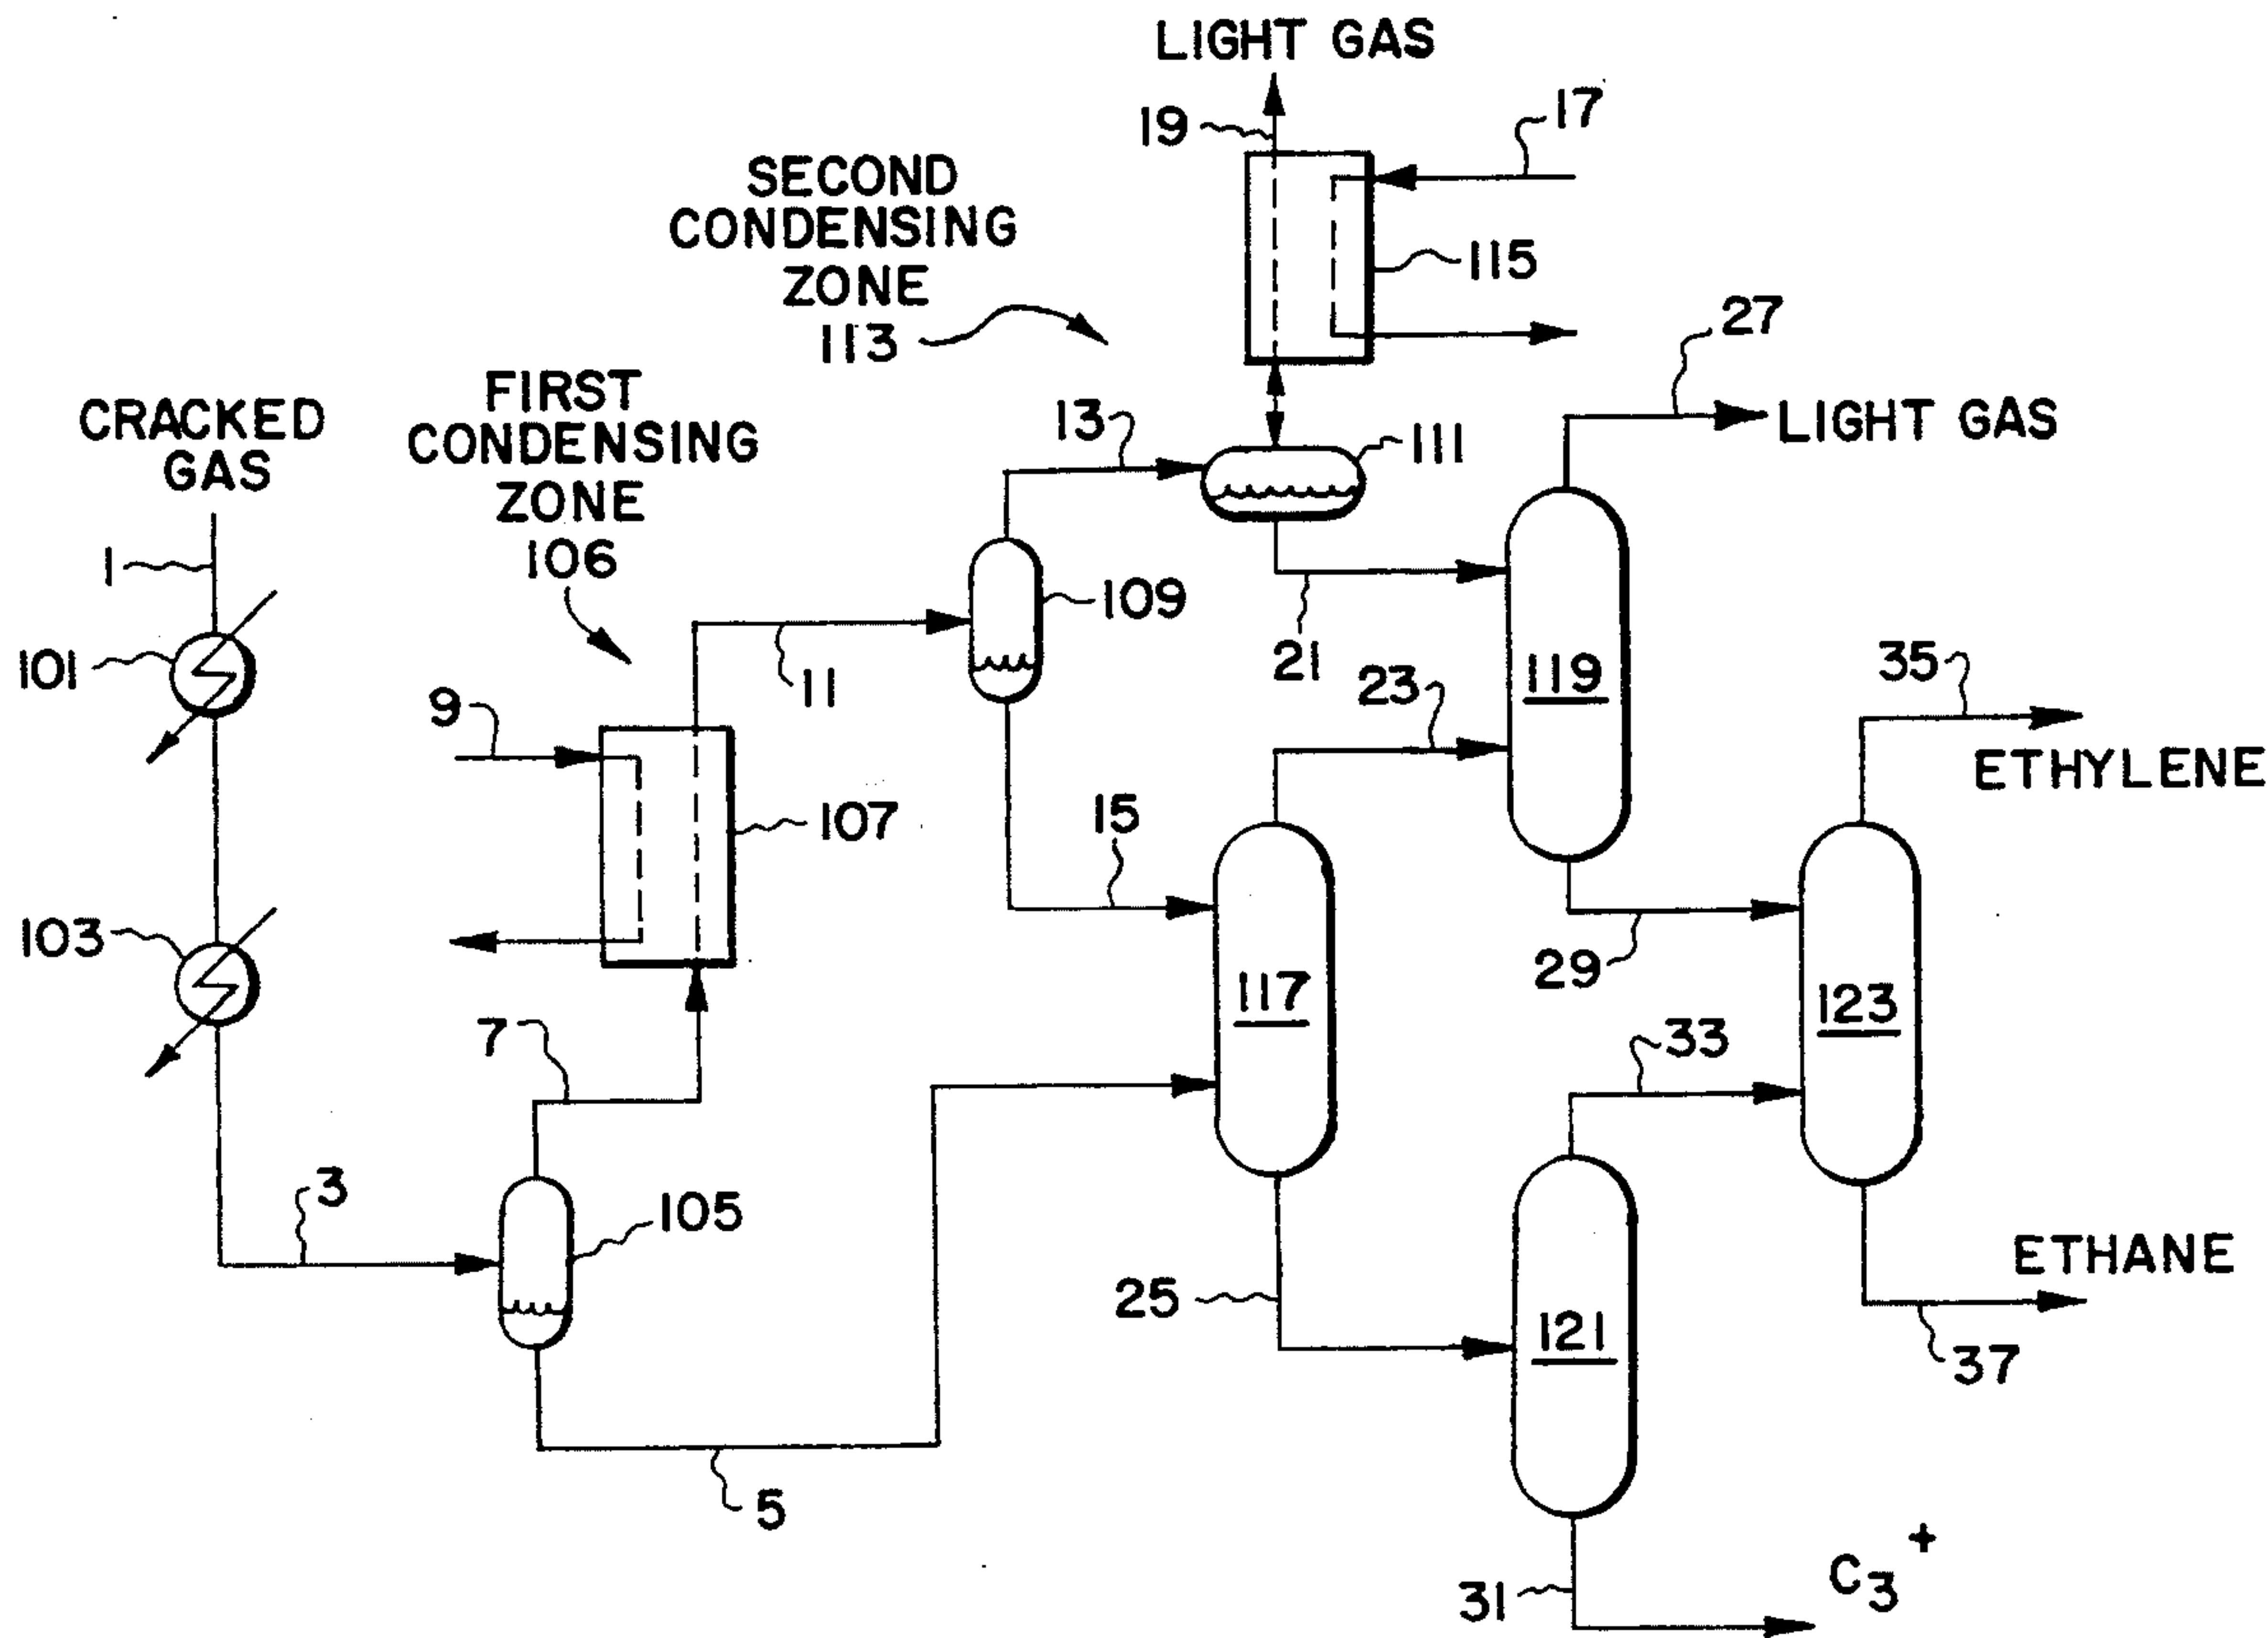 LIGHT GAS
19
17
SECOND
CONDENSING
ZONE
113
115
27
FIRST
CONDENSING
ZONE
106
CRACKED
GAS
13
111
LIGHT GAS
1
109
101
21
119
35
9
11
23
ETHYLENE
107
15
103
29
117
123
7
33
3
105
25
ETHANE
121
37
5
31
C3+